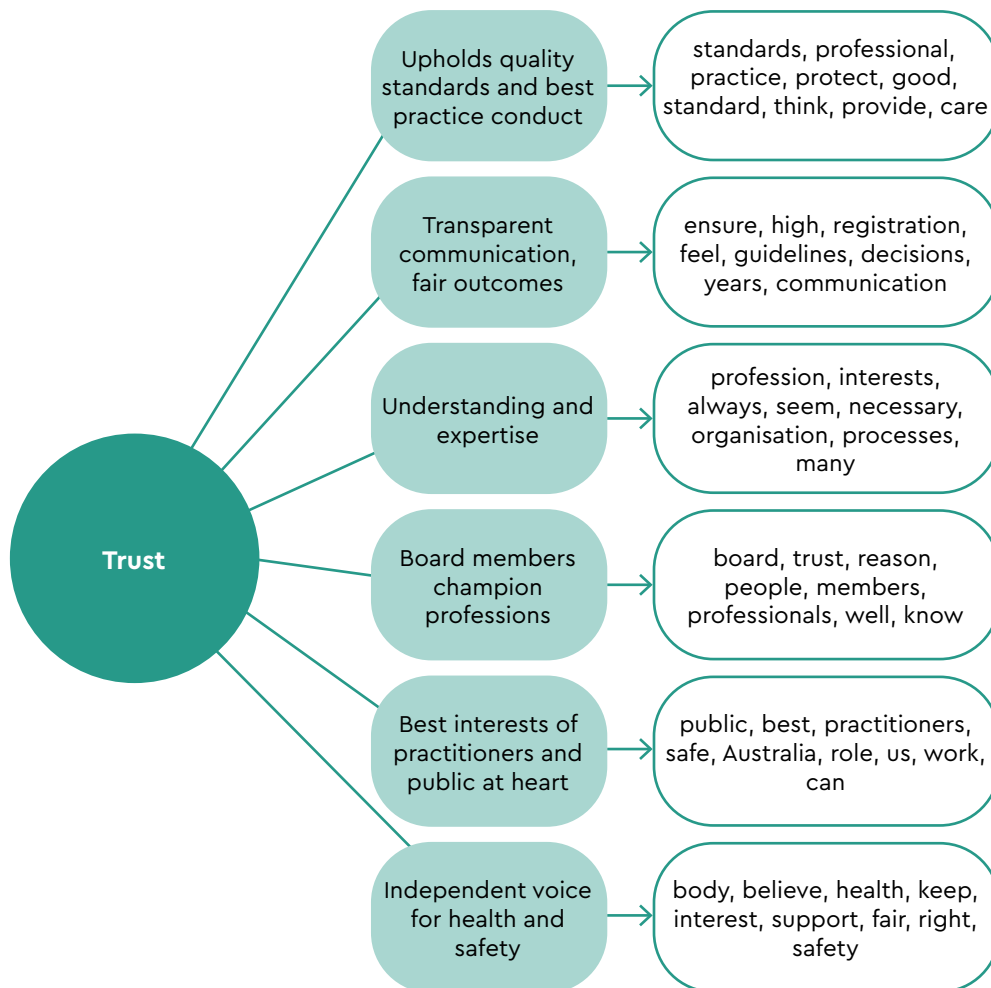 Upholds quality
standards and best
practice conduct
standards, professional,
practice, protect, good,
standard, think, provide, care
Transparent
communication,
fair outcomes
ensure, high, registration,
feel, guidelines, decisions,
years, communication
Understanding and
expertise
profession, interests,
always, seem, necessary,
organisation, processes,
many
Trust
Board members
champion
professions
board, trust, reason,
people, members,
professionals, well, know
Best interests of
practitioners and
public at heart
public, best, practitioners,
safe, Australia, role, us, work,
can
Independent voice
for health and
safety
body, believe, health, keep,
interest, support, fair, right,
safety